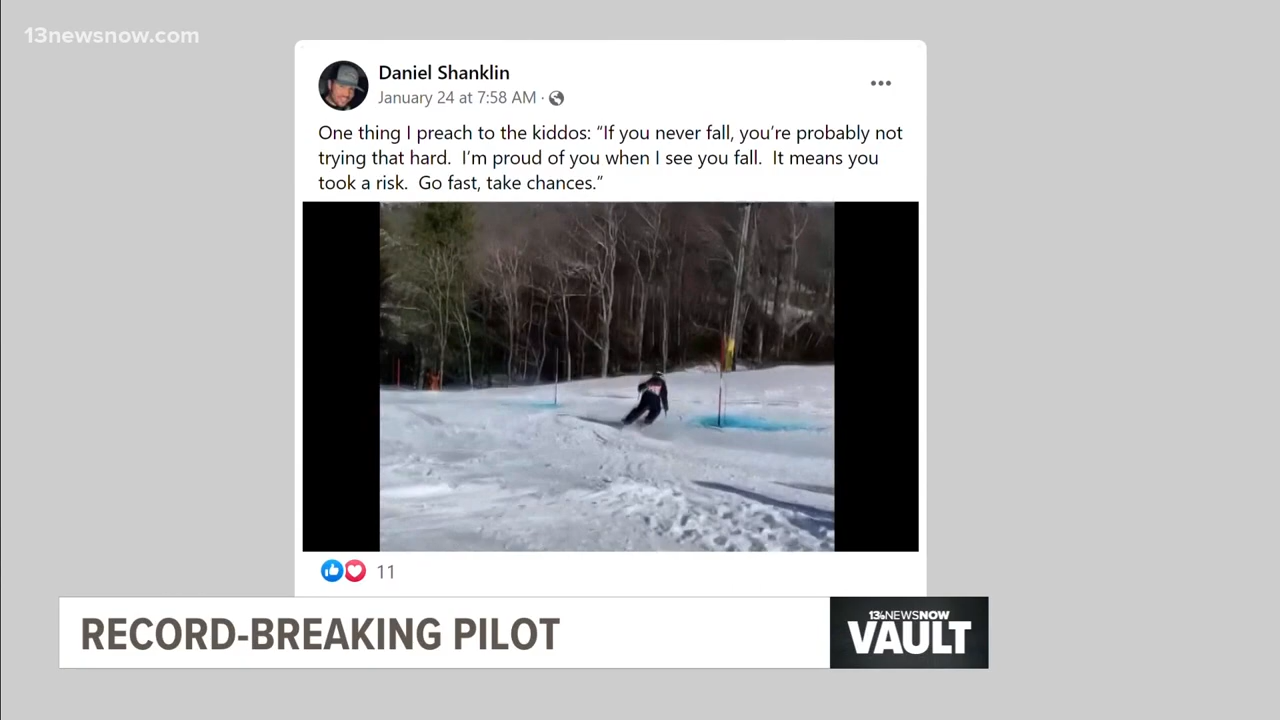 13newsnow.com
Daniel Shanklin
January 24 at 7:58 AM ·
One thing I preach to the kiddos: “If you never fall, you’re probably not
trying that hard.  I’m proud of you when I see you fall.  It means you
took a risk.  Go fast, take chances.”
11
RECORD-BREAKING PILOT
13NEWSNOW
VAULT